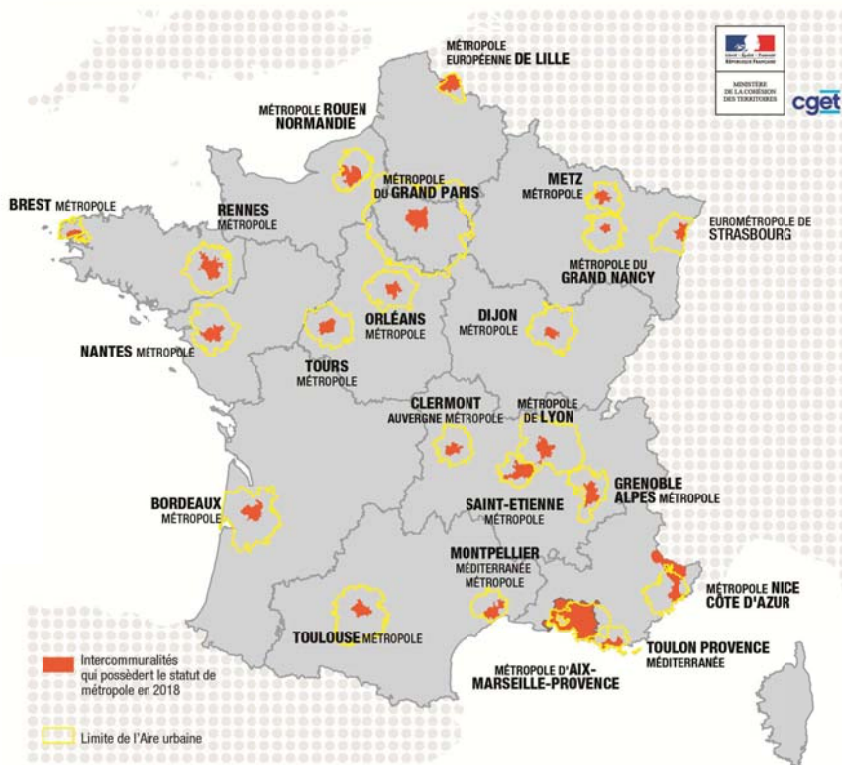 MÉTROPOLE
EUROPÉENNE DE LILLE
RÉPUBLIQUE FRANÇAISE
MINISTÈRE
DE LA COHÉSION
DES TERRITOIRES
cget
MÉTROPOLE ROUEN
NORMANDIE
MÉTROPOLE
DU GRAND PARIS
METZ
MÉTROPOLE
BREST MÉTROPOLE
RENNES
MÉTROPOLE
EUROMÉTROPOLE DE
STRASBOURG
MÉTROPOLE DU
GRAND NANCY
ORLÉANS
MÉTROPOLE
DIJON
MÉTROPOLE
NANTES MÉTROPOLE
TOURS
MÉTROPOLE
CLERMONT
AUVERGNE MÉTROPOLE
MÉTROPOLE
DE LYON
GRENOBLE
ALPES MÉTROPOLE
BORDEAUX
MÉTROPOLE
SAINT-ETIENNE
MÉTROPOLE
MONTPELLIER
MÉDITERRANÉE
MÉTROPOLE
MÉTROPOLE NICE
CÔTE D'AZUR
TOULOUSE MÉTROPOLE
TOULON PROVENCE
MÉDITERRANÉE
MÉTROPOLE D'AIX-
MARSEILLE-PROVENCE
Intercommunalités
qui possèdent le statut de
métropole en 2018
Limite de l'Aire urbaine